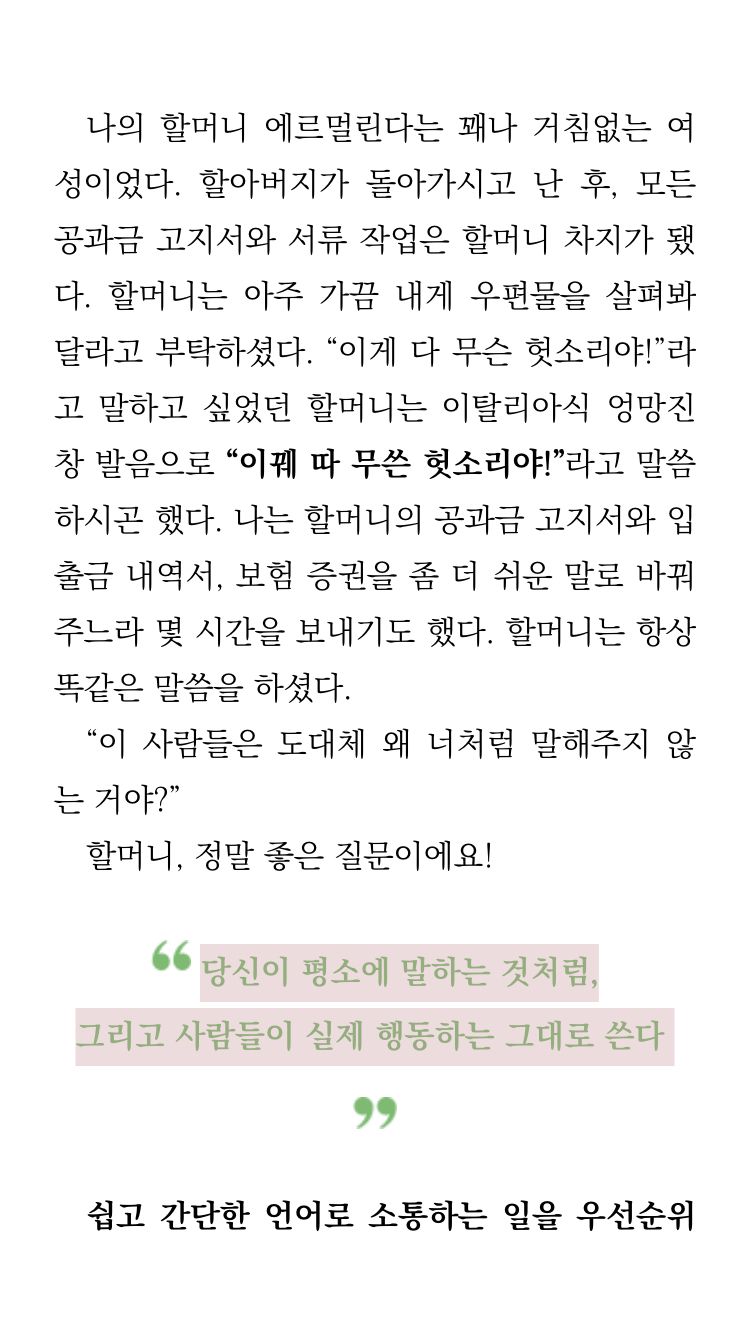 나의 할머니 에르멀린다는 꽤나 거침없는 여
성이었다. 할아버지가 돌아가시고 난 후, 모든
공과금 고지서와 서류 작업은 할머니 차지가 됐
다. 할머니는 아주 가끔 내게 우편물을 살펴봐
달라고 부탁하셨다. “이게 다 무슨 헛소리야!”라
고 말하고 싶었던 할머니는 이탈리아식 엉망진
창 발음으로 “이꿰 따 무쓴 헛소리야!”라고 말씀
하시곤 했다. 나는 할머니의 공과금 고지서와 입
출금 내역서, 보험 증권을 좀 더 쉬운 말로 바꿔
주느라 몇 시간을 보내기도 했다. 할머니는 항상
똑같은 말씀을 하셨다.
“이 사람들은 도대체 왜 너처럼 말해주지 않
는 거야?”
할머니, 정말 좋은 질문이에요!
“ 당신이 평소에 말하는 것처럼,
그리고 사람들이 실제 행동하는 그대로 쓴다
”
쉽고 간단한 언어로 소통하는 일을 우선순위